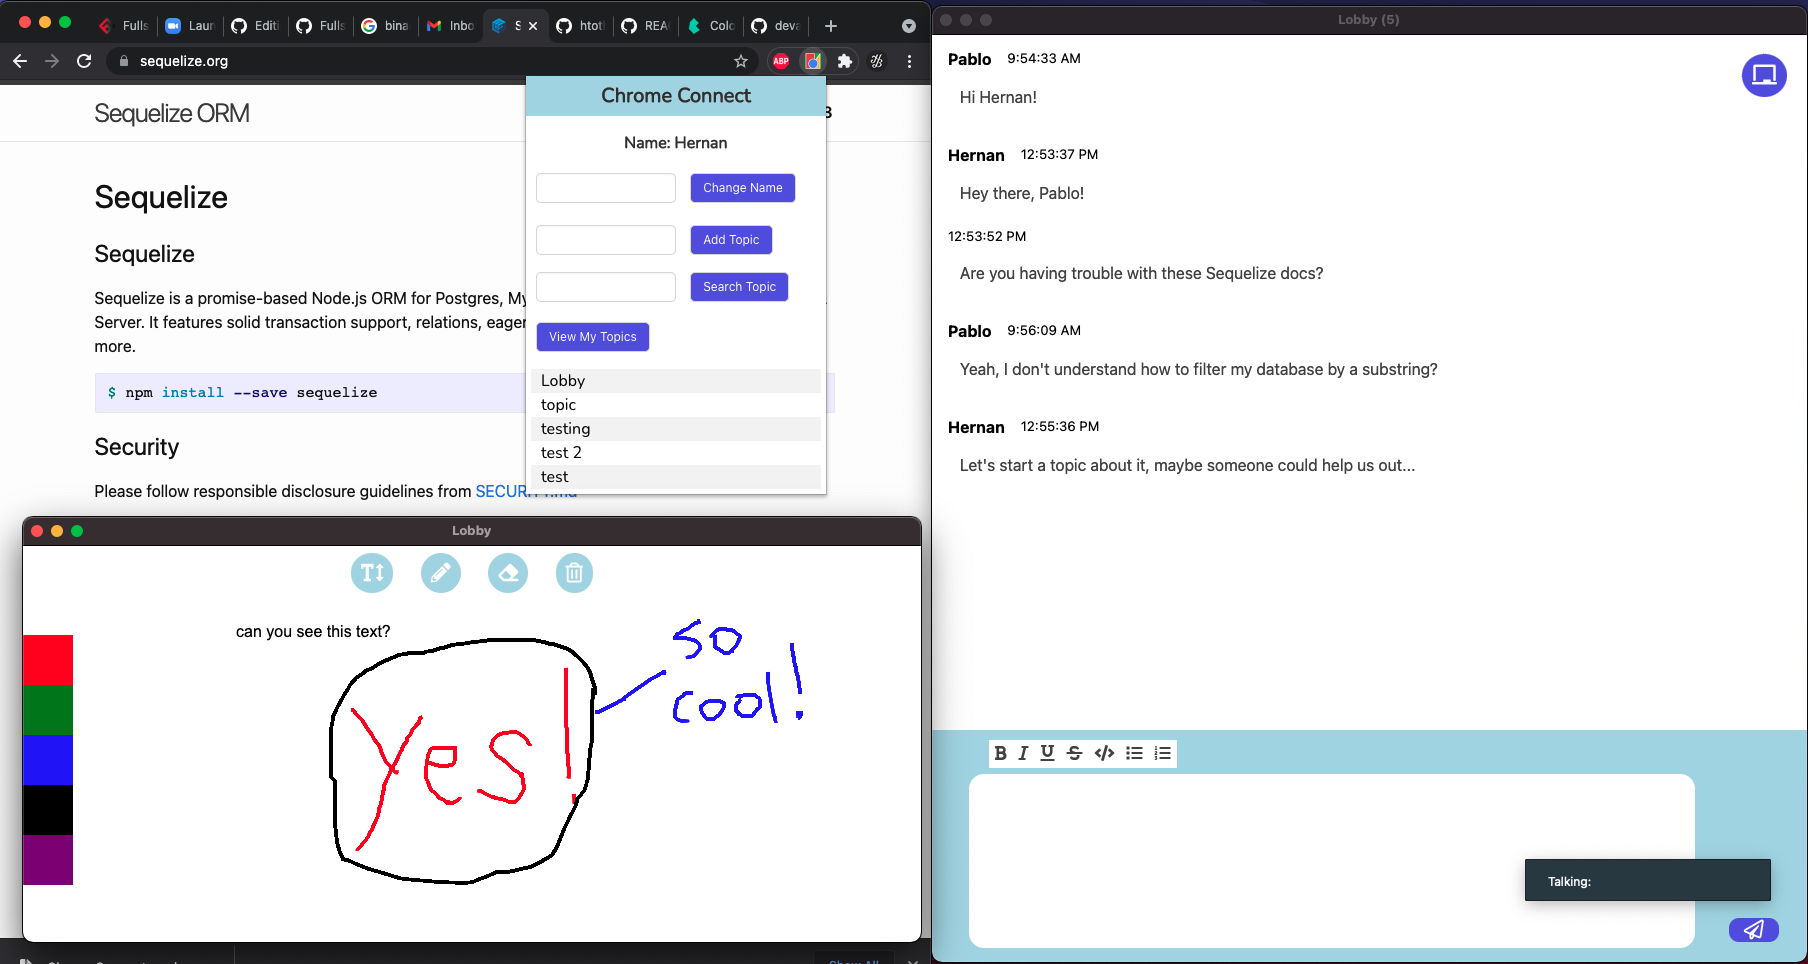 Fulls
Laun
Editi
Fulls
bina
Inbo
S
htotl
REA
Colo
deva
sequelize.org
ABP
Sequelize ORM
Sequelize
Sequelize
Sequelize is a promise-based Node.js ORM for Postgres, My
Server. It features solid transaction support, relations, eager
more.
$ npm install --save sequelize
Security
Please follow responsible disclosure guidelines from
Chrome Connect
Name: Hernan
Change Name
Add Topic
Search Topic
View My Topics
Lobby
topic
testing
test 2
test
Lobby
can you see this text?
Yes!
so
cool!
Lobby (5)
Pablo 9:54:33 AM
Hi Hernan!
Hernan 12:53:37 PM
Hey there, Pablo!
12:53:52 PM
Are you having trouble with these Sequelize docs?
Pablo 9:56:09 AM
Yeah, I don't understand how to filter my database by a substring?
Hernan 12:55:36 PM
Let's start a topic about it, maybe someone could help us out...
B I U S </>
Talking: